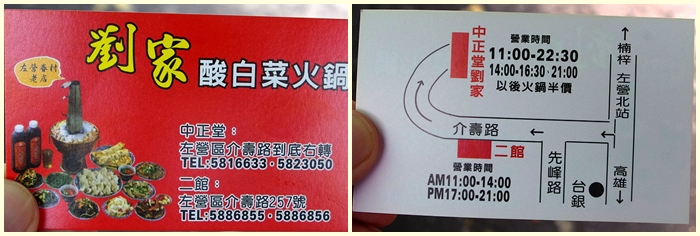 左營眷村
老店
劉家
酸白菜火鍋
中正堂：
左營區介壽路到底右轉
TEL:5816633·5823050
二館：
左營區介壽路257號
TEL:5886855·5886856
中正堂劉家
營業時間
11:00-22:30
14:00-16:30·21:00
以後火鍋半價
楠梓
左營北站
介壽路
二館
營業時間
AM11:00-14:00
PM17:00-21:00
先峰路
台銀
高雄